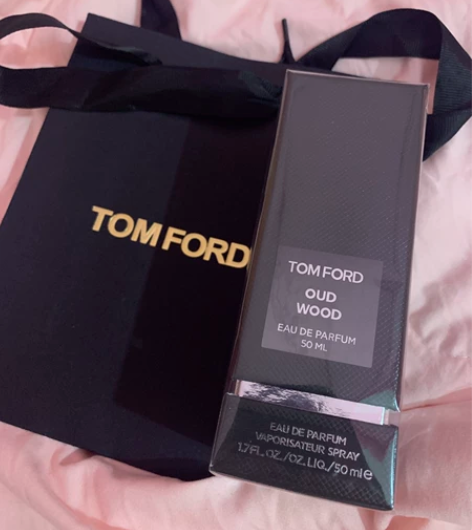 TOM FORD
TOM FORD
OUD
WOOD
EAU DE PARFUM
50 ML
EAU DE PARFUM
VAPORISATEUR SPRAY
1.7 FL.OZ./OZ.LIQ./50 ml e